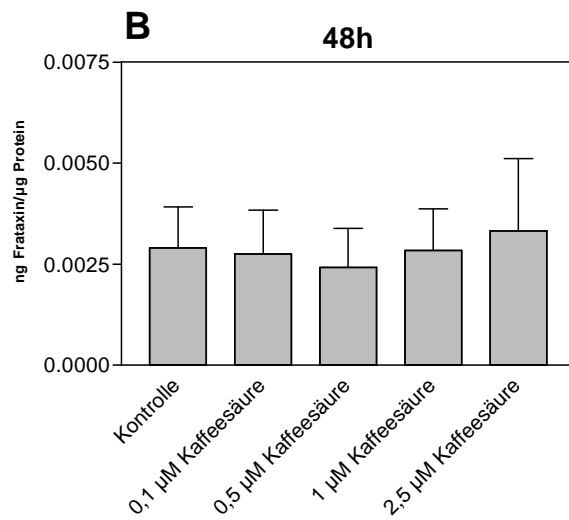 B
48h
ng Frataxin/µg Protein
0.0075
0.0050
0.0025
0.0000
Kontrolle
0,1 µM Kaffeesäure
0,5 µM Kaffeesäure
1 µM Kaffeesäure
2,5 µM Kaffeesäure